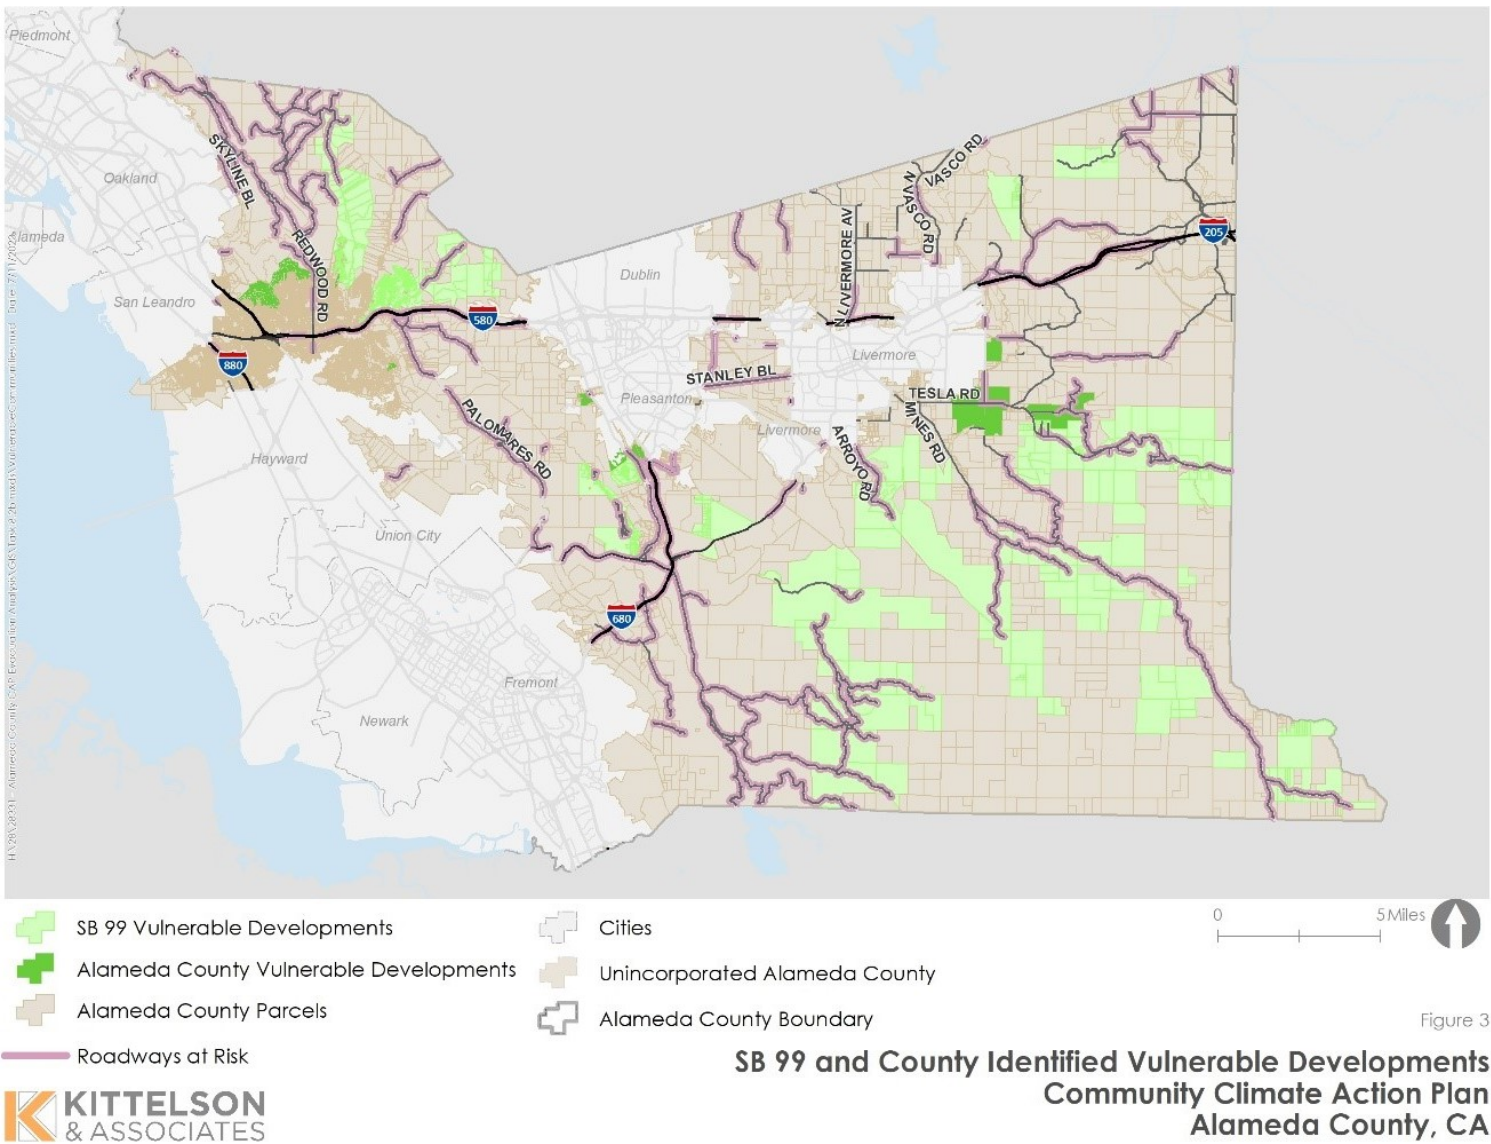 Piedmont
Oakland
SKYLINE BL
Alameda
REDWOOD RD
San Leandro
580
880
Dublin
N LIVERMORE AV
N VASCO RD
VASCO RD
205
Livermore
STANLEY BL
Pleasanton
TESLA RD
MINES RD
Livermore
ARROYO RD
PALOMARES RD
Hayward
Union City
680
Fremont
Newark
SB 99 Vulnerable Developments
Alameda County Vulnerable Developments
Alameda County Parcels
Roadways at Risk
Cities
Unincorporated Alameda County
Alameda County Boundary
0 5 Miles
Figure 3
SB 99 and County Identified Vulnerable Developments
Community Climate Action Plan
Alameda County, CA
KITTELSON
& ASSOCIATES